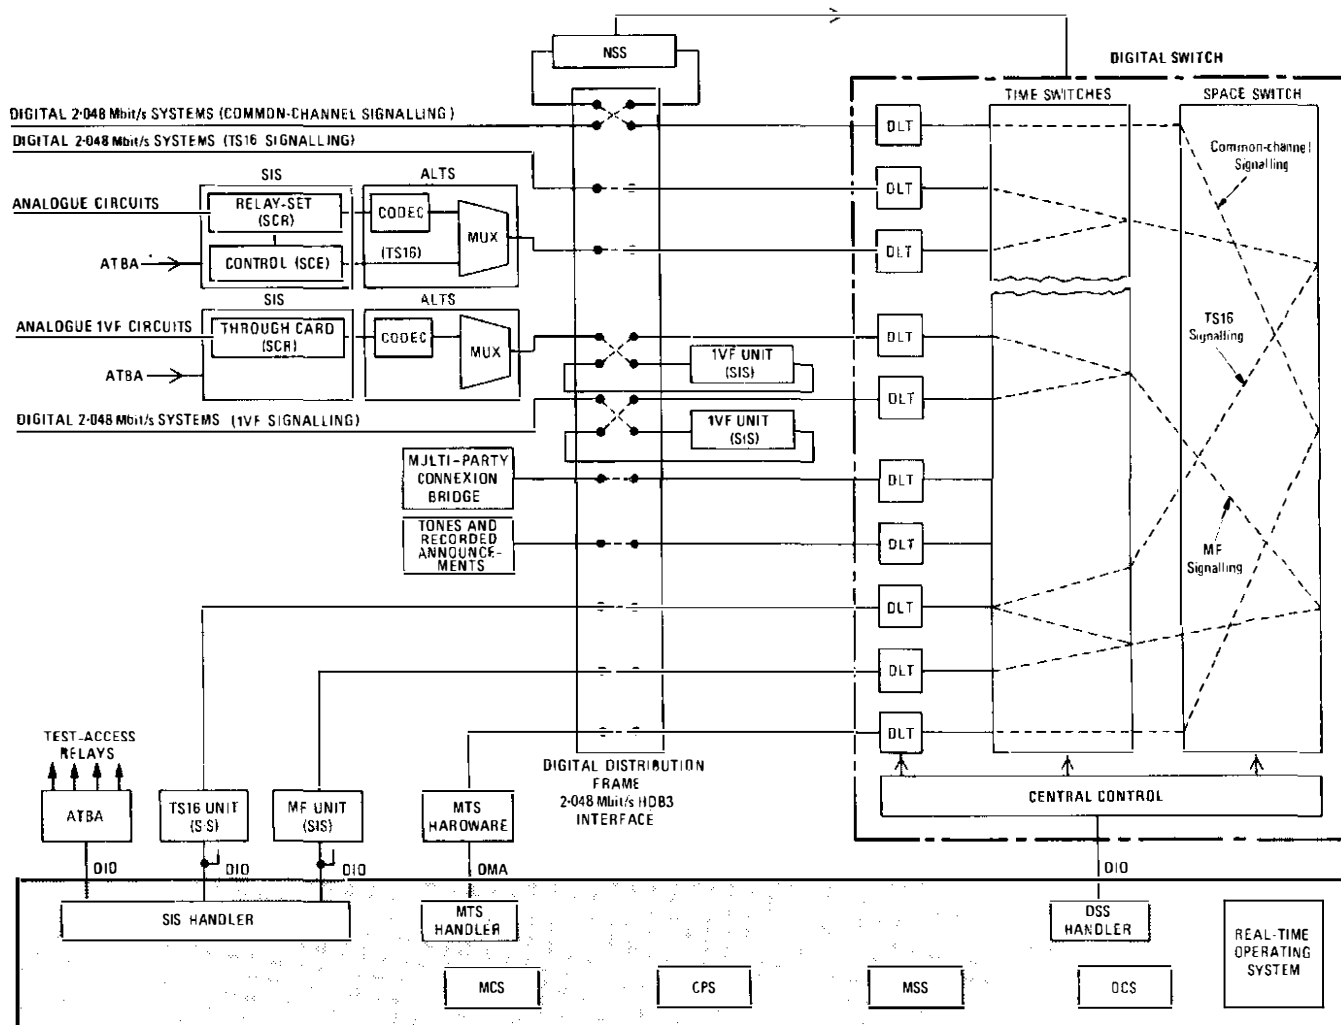 NSS
DIGITAL SWITCH
DIGITAL 2·048 Mbit/s SYSTEMS (COMMON-CHANNEL SIGNALLING)
DIGITAL 2·048 Mbit/s SYSTEMS (TS16 SIGNALLING)
TIME SWITCHES
SPACE SWITCH
DLT
Common-channel
Signalling
SIS
ALTS
DLT
ANALOGUE CIRCUITS
RELAY-SET
(SCR)
CODEC
MUX
(TS16)
ATBA
CONTROL (SCE)
DLT
SIS
ALTS
ANALOGUE 1VF CIRCUITS
THROUGH CARD
(SCR)
CODEC
MUX
ATBA
1VF UNIT
(SIS)
DLT
TS16
Signalling
DIGITAL 2·048 Mbit/s SYSTEMS (1VF SIGNALLING)
1VF UNIT
(SIS)
DLT
MULTI-PARTY
CONNEXION
BRIDGE
DLT
TONES AND
RECORDED
ANNOUNCE-
MENTS
DLT
MF
Signalling
DLT
DLT
DLT
TEST-ACCESS
RELAYS
DIGITAL DISTRIBUTION
FRAME
2·048 Mbit/s HDB3
INTERFACE
CENTRAL CONTROL
ATBA
TS16 UNIT
(SIS)
MF UNIT
(SIS)
MTS
HARDWARE
DIO
DIO
DIO
DMA
DIO
SIS HANDLER
MTS
HANDLER
DSS
HANDLER
REAL-TIME
OPERATING
SYSTEM
MCS
CPS
MSS
OCS